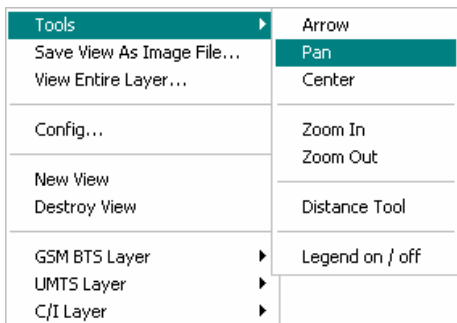 Tools
Save View As Image File...
View Entire Layer...
Config...
New View
Destroy View
GSM BTS Layer
UMTS Layer
C/I Layer
Arrow
Pan
Center
Zoom In
Zoom Out
Distance Tool
Legend on / off